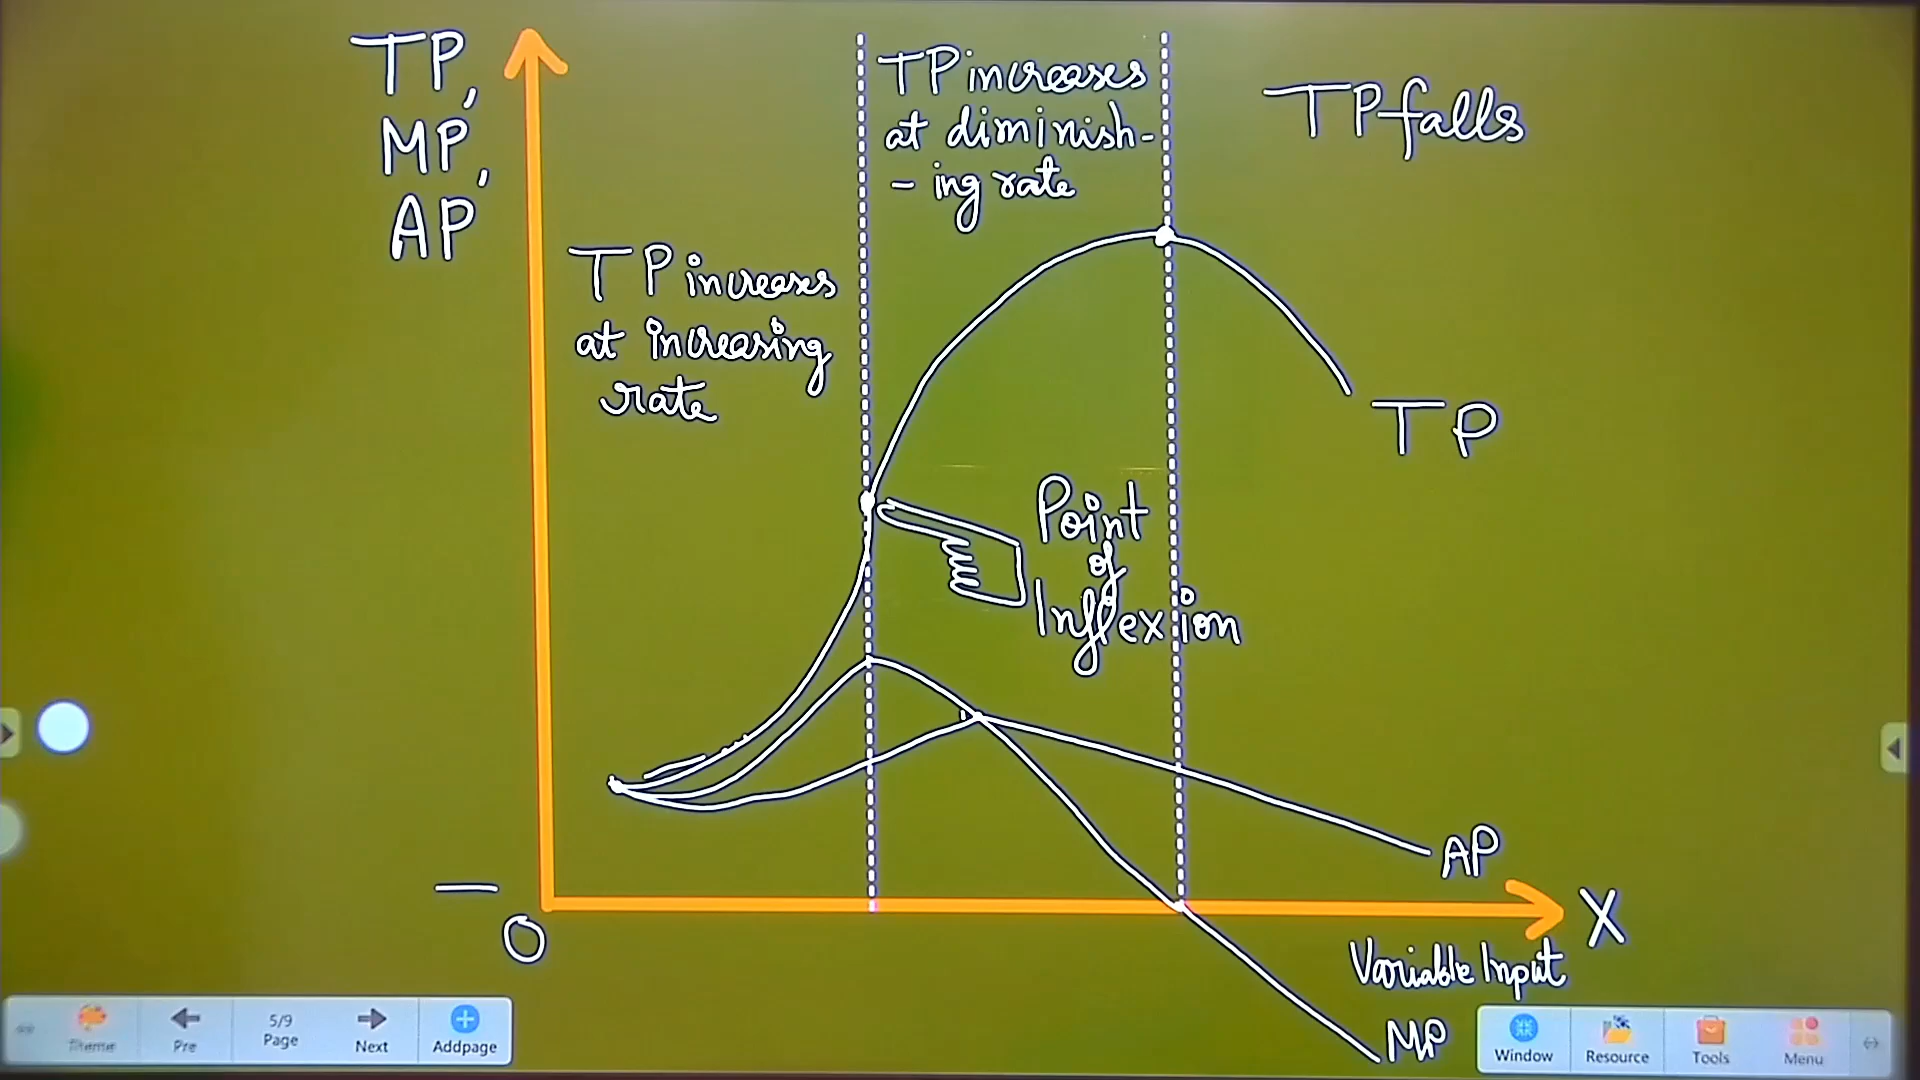 TP,
MP,
AP
TP increases
at increasing
rate
TP increases
at diminish-
- ing rate
TP falls
TP
Point
of
Inflexion
AP
X
O
Variable Input
MP
Theme
Pre
5/9
Page
Next
Addpage
Window
Resource
Tools
Menu